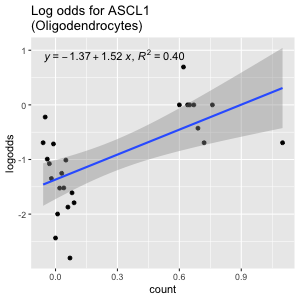 Log odds for ASCL1
(Oligodendrocytes)
y = −1.37 + 1.52 x, R² = 0.40
1
0
-1
-2
logodds
0.0 0.3 0.6 0.9
count